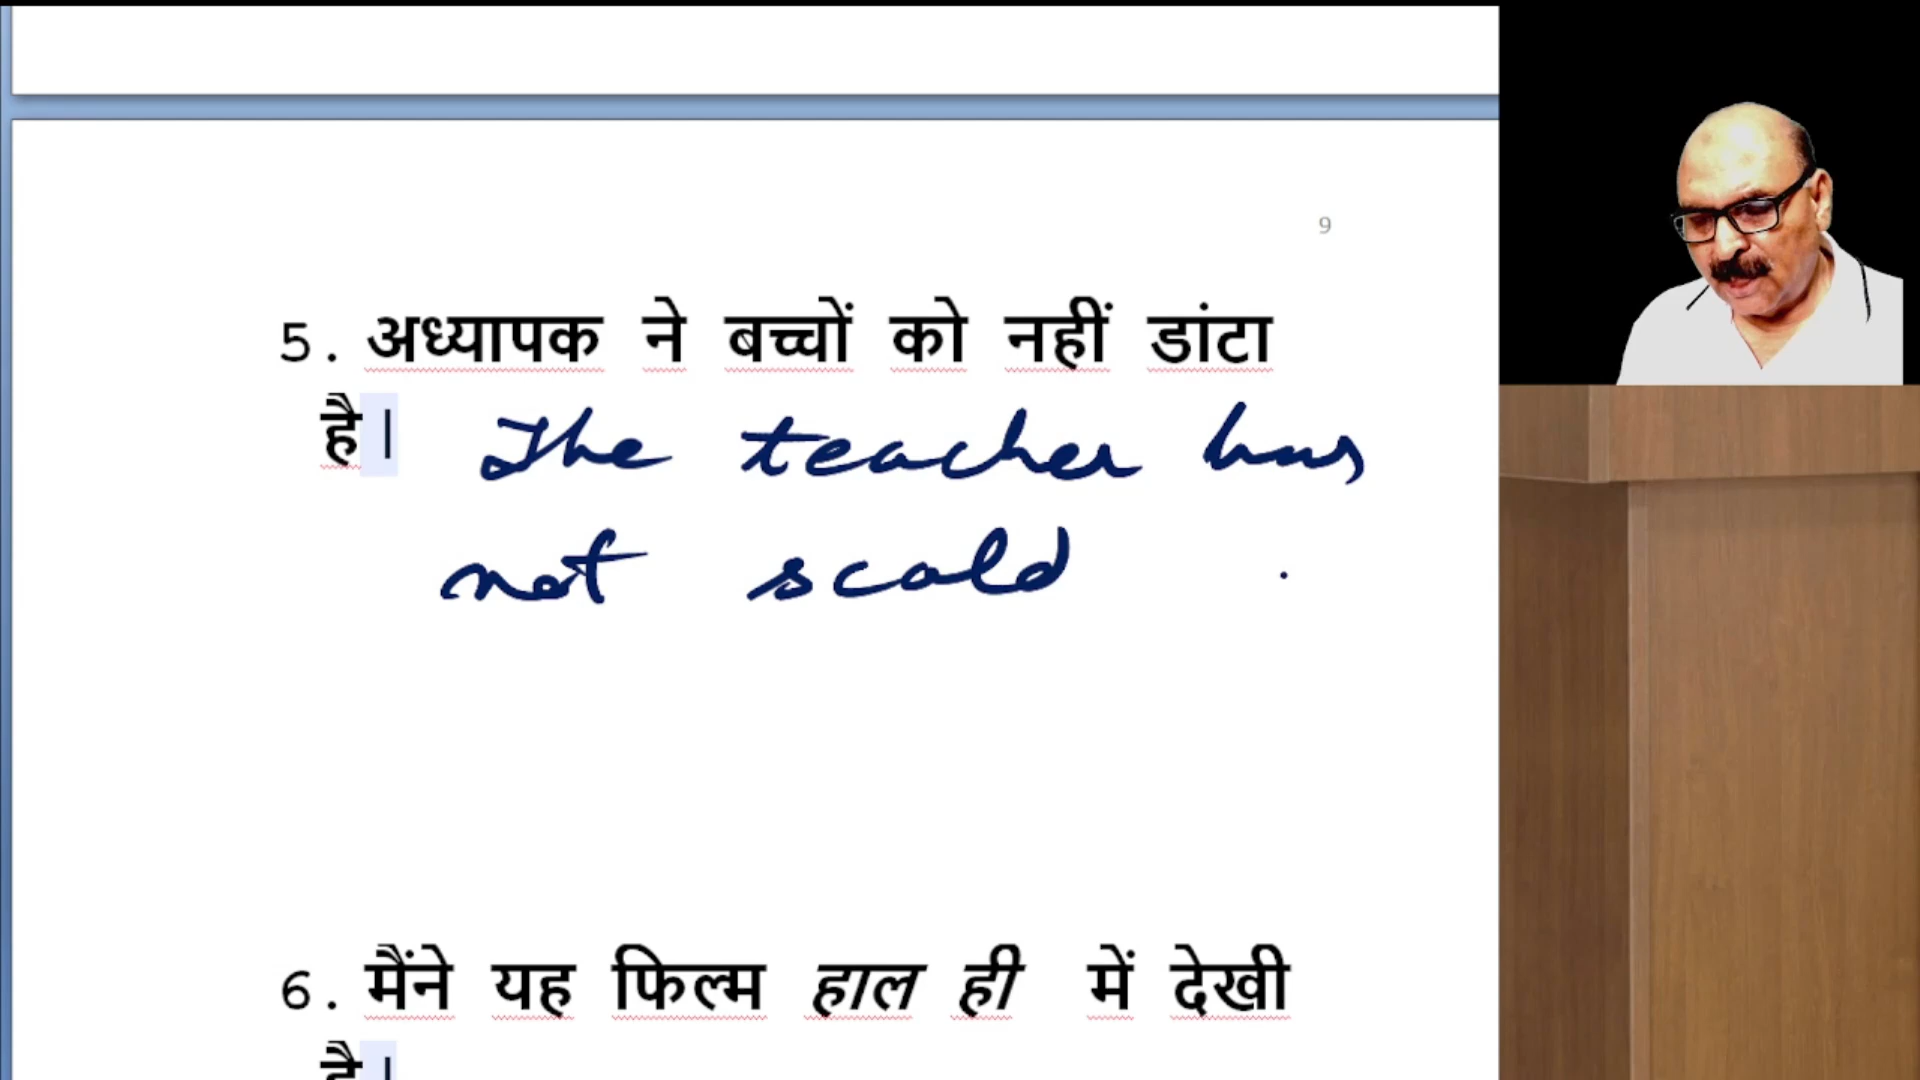 9
5. अध्यापक ने बच्चों को नहीं डांटा
है| The teacher has
not scold
6. मैंने यह फिल्म हाल ही में देखी
है|